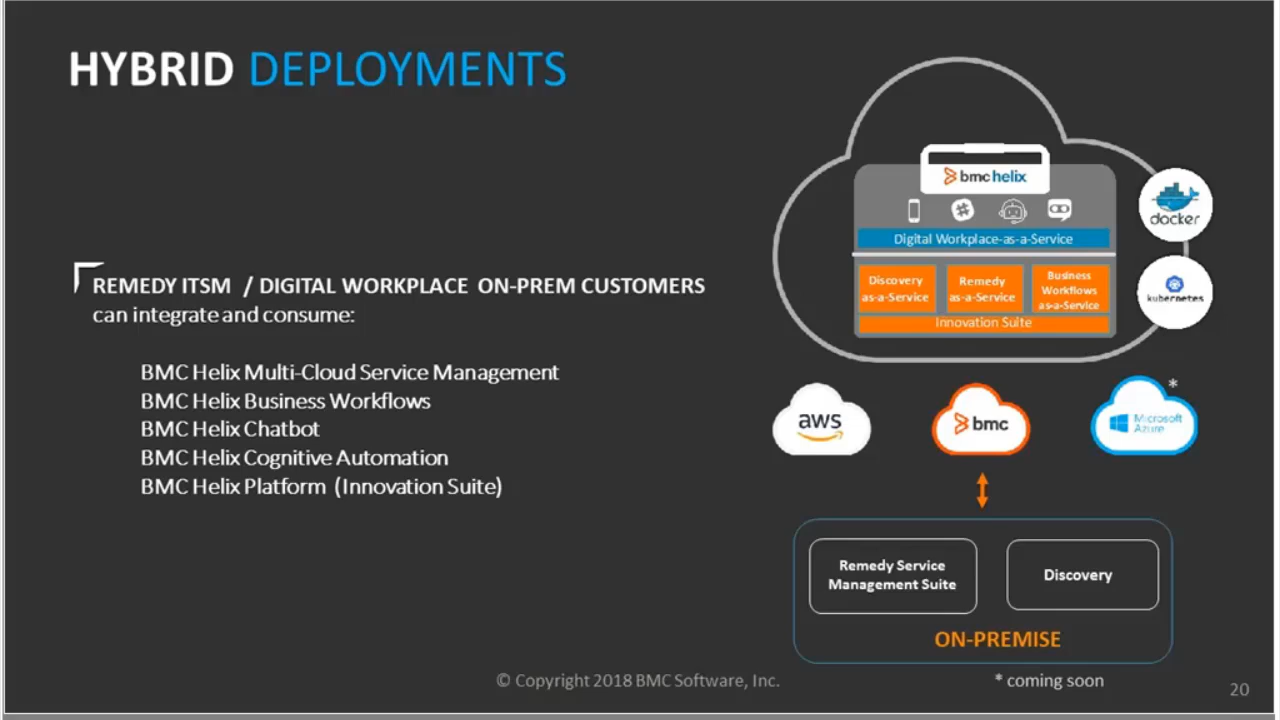 HYBRID DEPLOYMENTS
REMEDY ITSM / DIGITAL WORKPLACE ON-PREM CUSTOMERS
can integrate and consume:
BMC Helix Multi-Cloud Service Management
BMC Helix Business Workflows
BMC Helix Chatbot
BMC Helix Cognitive Automation
BMC Helix Platform (Innovation Suite)
bmc helix
Digital Workplace-as-a-Service
Discovery
as-a-Service
Remedy
as-a-Service
Business
Workflows
as-a-Service
Innovation Suite
docker
kubernetes
aws
bmc
Microsoft
Azure
*
Remedy Service
Management Suite
Discovery
ON-PREMISE
© Copyright 2018 BMC Software, Inc.
* coming soon
20